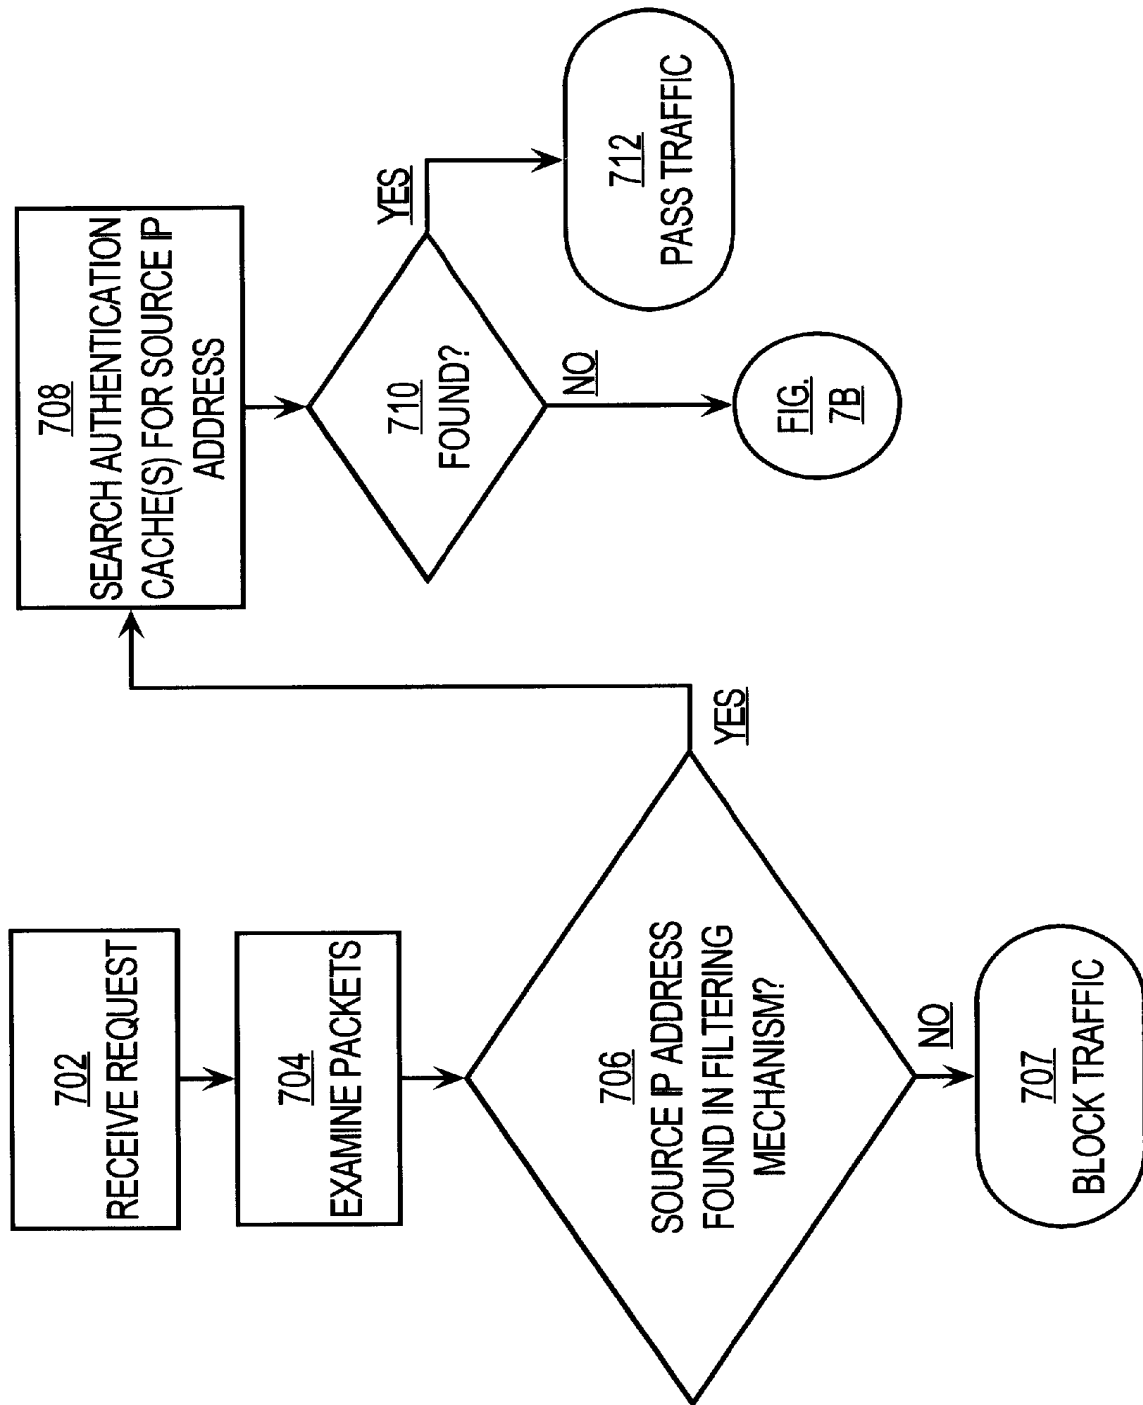 702
RECEIVE REQUEST
704
EXAMINE PACKETS
706
SOURCE IP ADDRESS
FOUND IN FILTERING
MECHANISM?
NO
707
BLOCK TRAFFIC
YES
708
SEARCH AUTHENTICATION
CACHE(S) FOR SOURCE IP
ADDRESS
710
FOUND?
YES
712
PASS TRAFFIC
NO
FIG.
7B